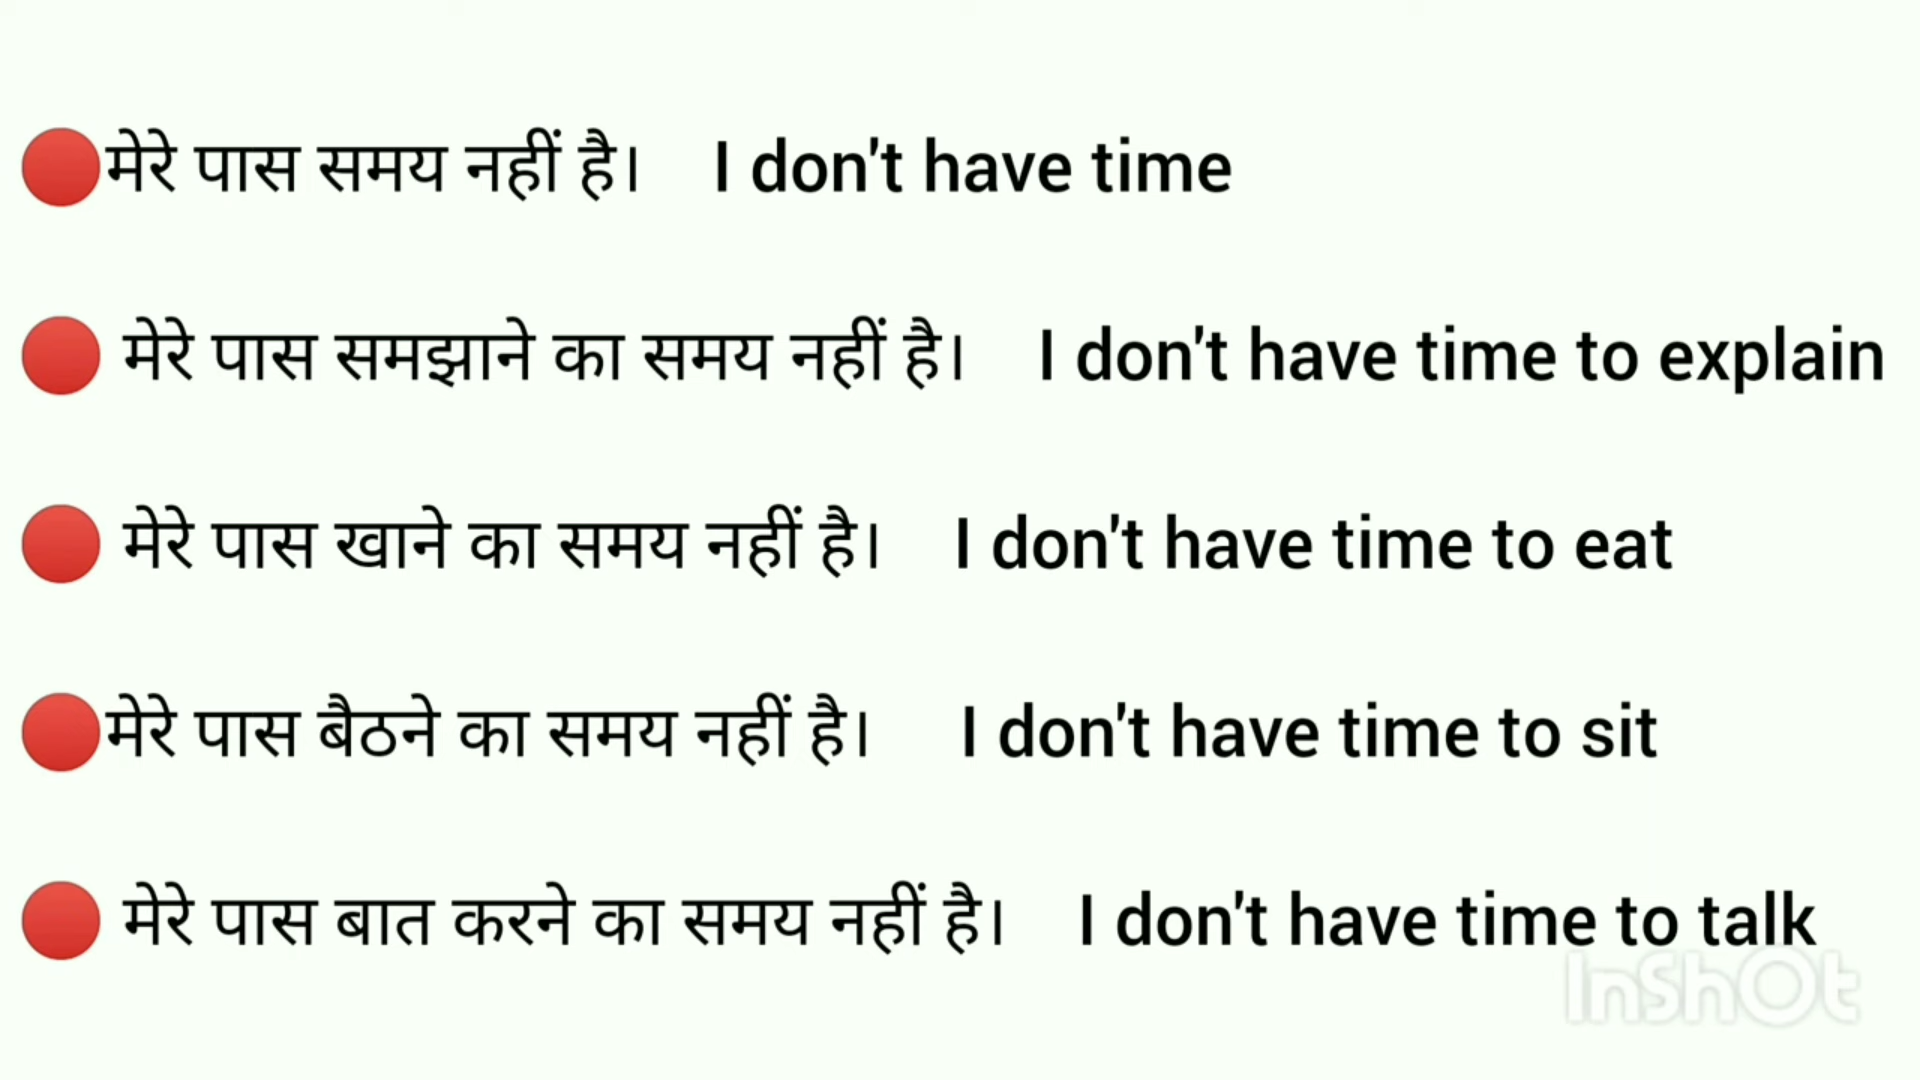 🔴मेरे पास समय नहीं है। I don't have time
🔴 मेरे पास समझाने का समय नहीं है। I don't have time to explain
🔴 मेरे पास खाने का समय नहीं है। I don't have time to eat
🔴मेरे पास बैठने का समय नहीं है। I don't have time to sit
🔴 मेरे पास बात करने का समय नहीं है। I don't have time to talk
InShOt